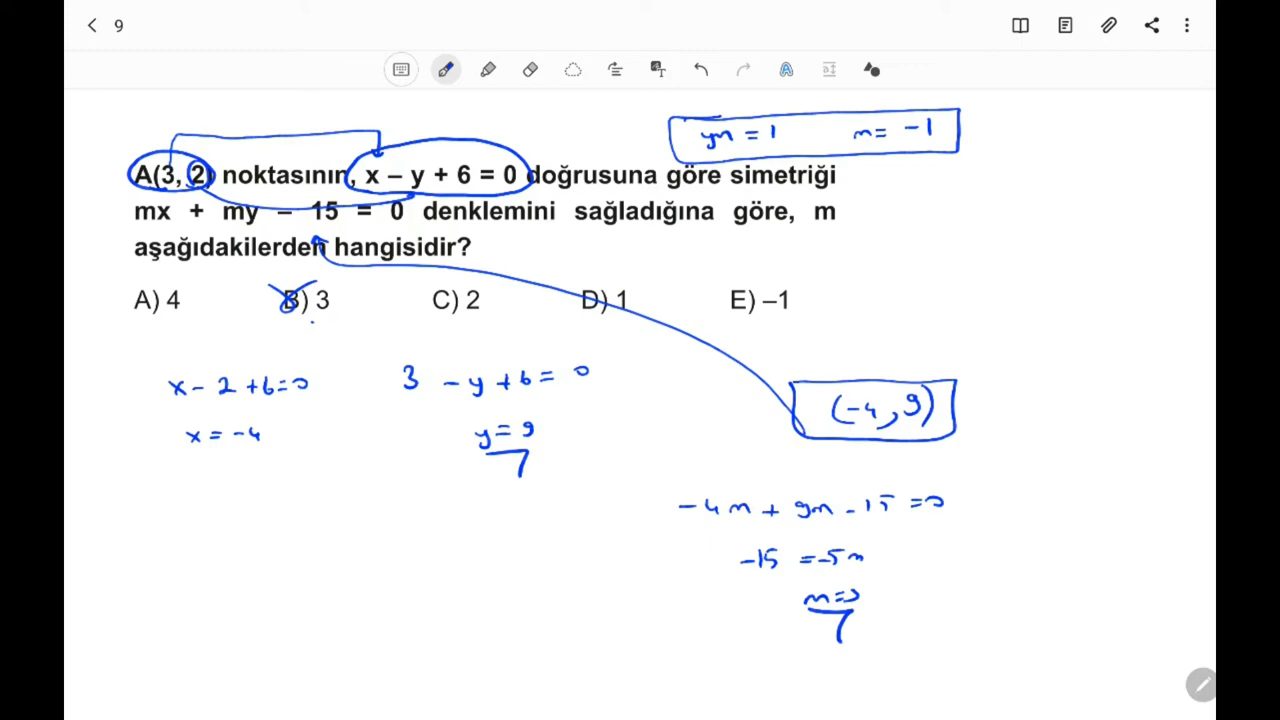 9
ym = 1 m = -1
A(3, 2) noktasının, x – y + 6 = 0 doğrusuna göre simetriği
mx + my – 15 = 0 denklemini sağladığına göre, m
aşağıdakilerden hangisidir?
A) 4 B) 3 C) 2 D) 1 E) –1
x - 2 + 6 = 0 3 - y + 6 = 0
x = -4 y = 9
(-4, 9)
-4m + 9m - 15 = 0
-15 = -5m
m = 3